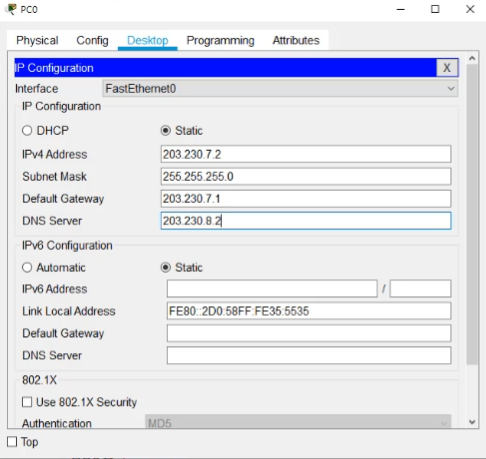 PC0
Physical Config Desktop Programming Attributes
IP Configuration X
Interface FastEthernet0
IP Configuration
DHCP Static
IPv4 Address 203.230.7.2
Subnet Mask 255.255.255.0
Default Gateway 203.230.7.1
DNS Server 203.230.8.2
IPv6 Configuration
Automatic Static
IPv6 Address /
Link Local Address FE80::2D0:58FF:FE35:5535
Default Gateway
DNS Server
802.1X
Use 802.1X Security
Authentication MD5
Top